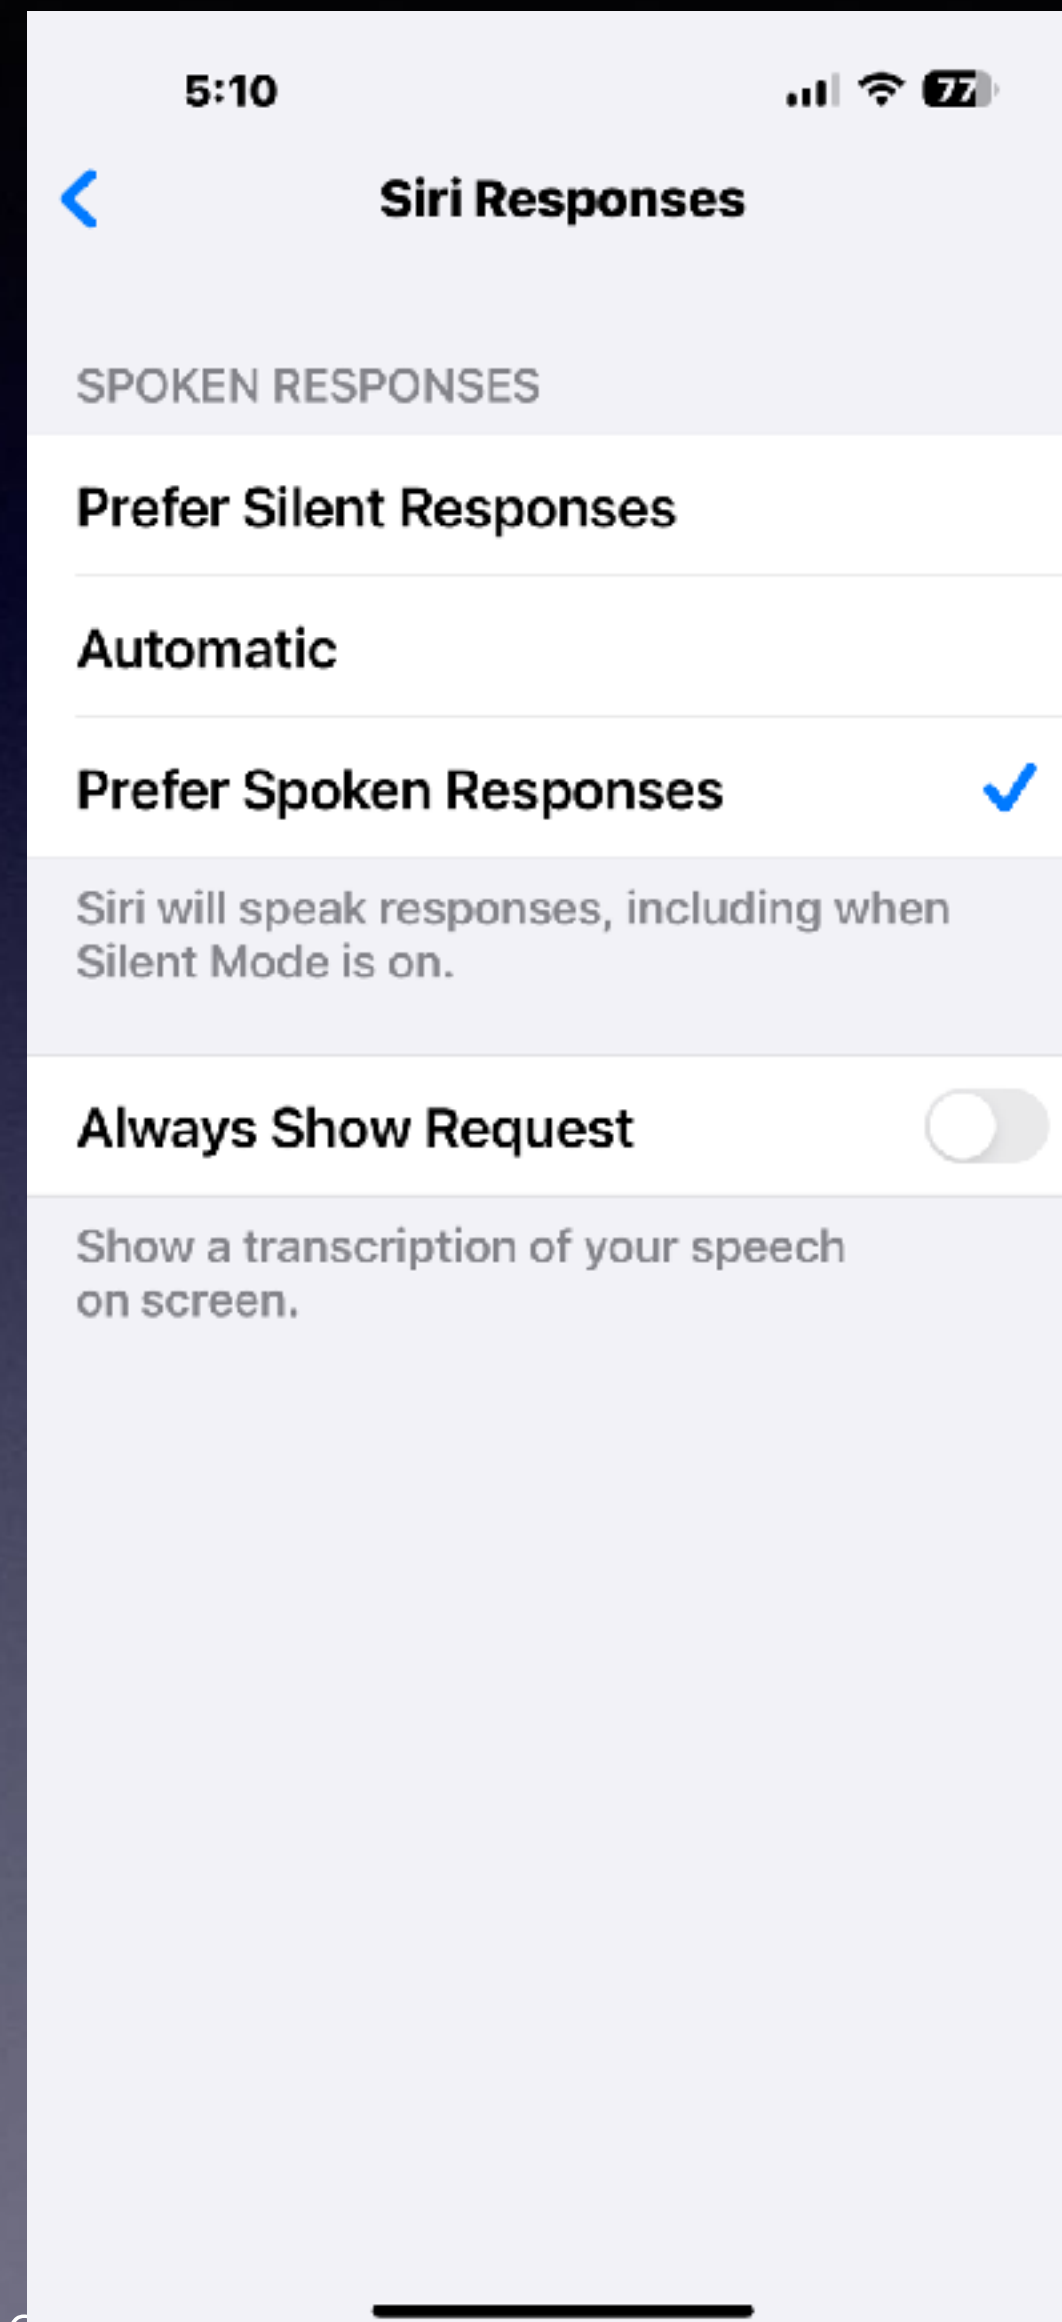 5:10 77
Siri Responses
SPOKEN RESPONSES
Prefer Silent Responses
Automatic
Prefer Spoken Responses
Siri will speak responses, including when
Silent Mode is on.
Always Show Request
Show a transcription of your speech
on screen.